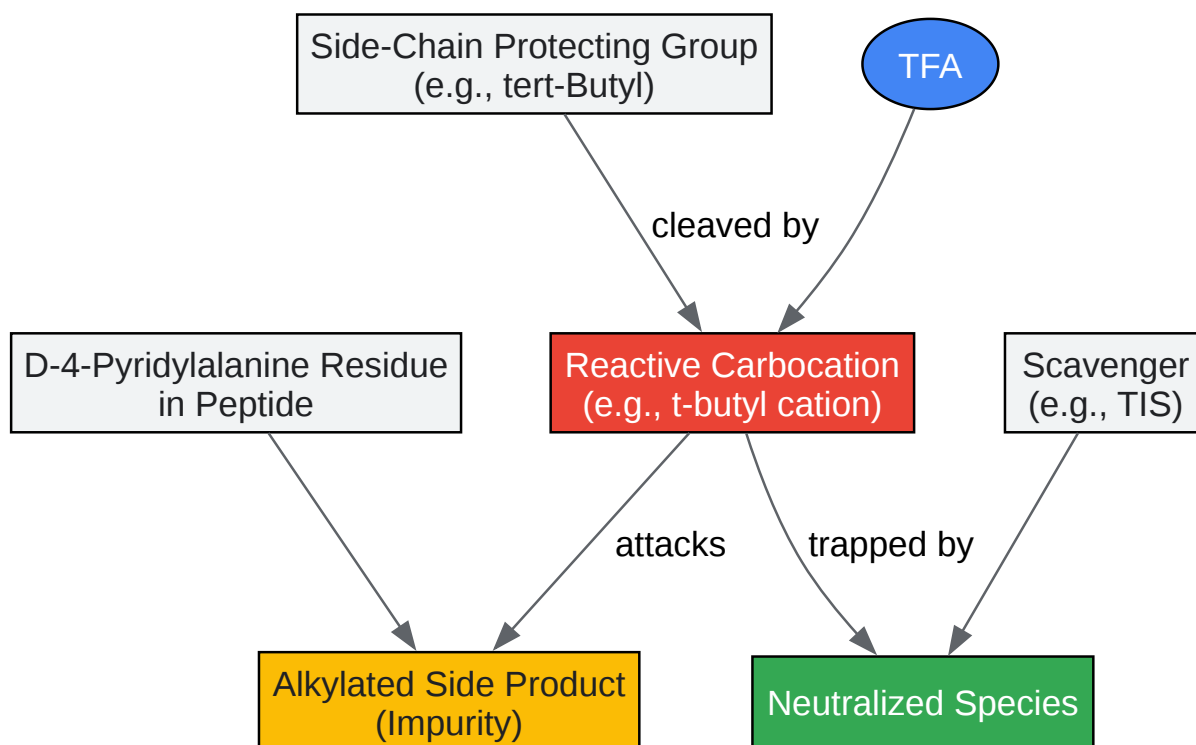 Side-Chain Protecting Group
(e.g., tert-Butyl)
TFA
cleaved by
D-4-Pyridylalanine Residue
in Peptide
Reactive Carbocation
(e.g., t-butyl cation)
Scavenger
(e.g., TIS)
attacks
trapped by
Alkylated Side Product
(Impurity)
Neutralized Species